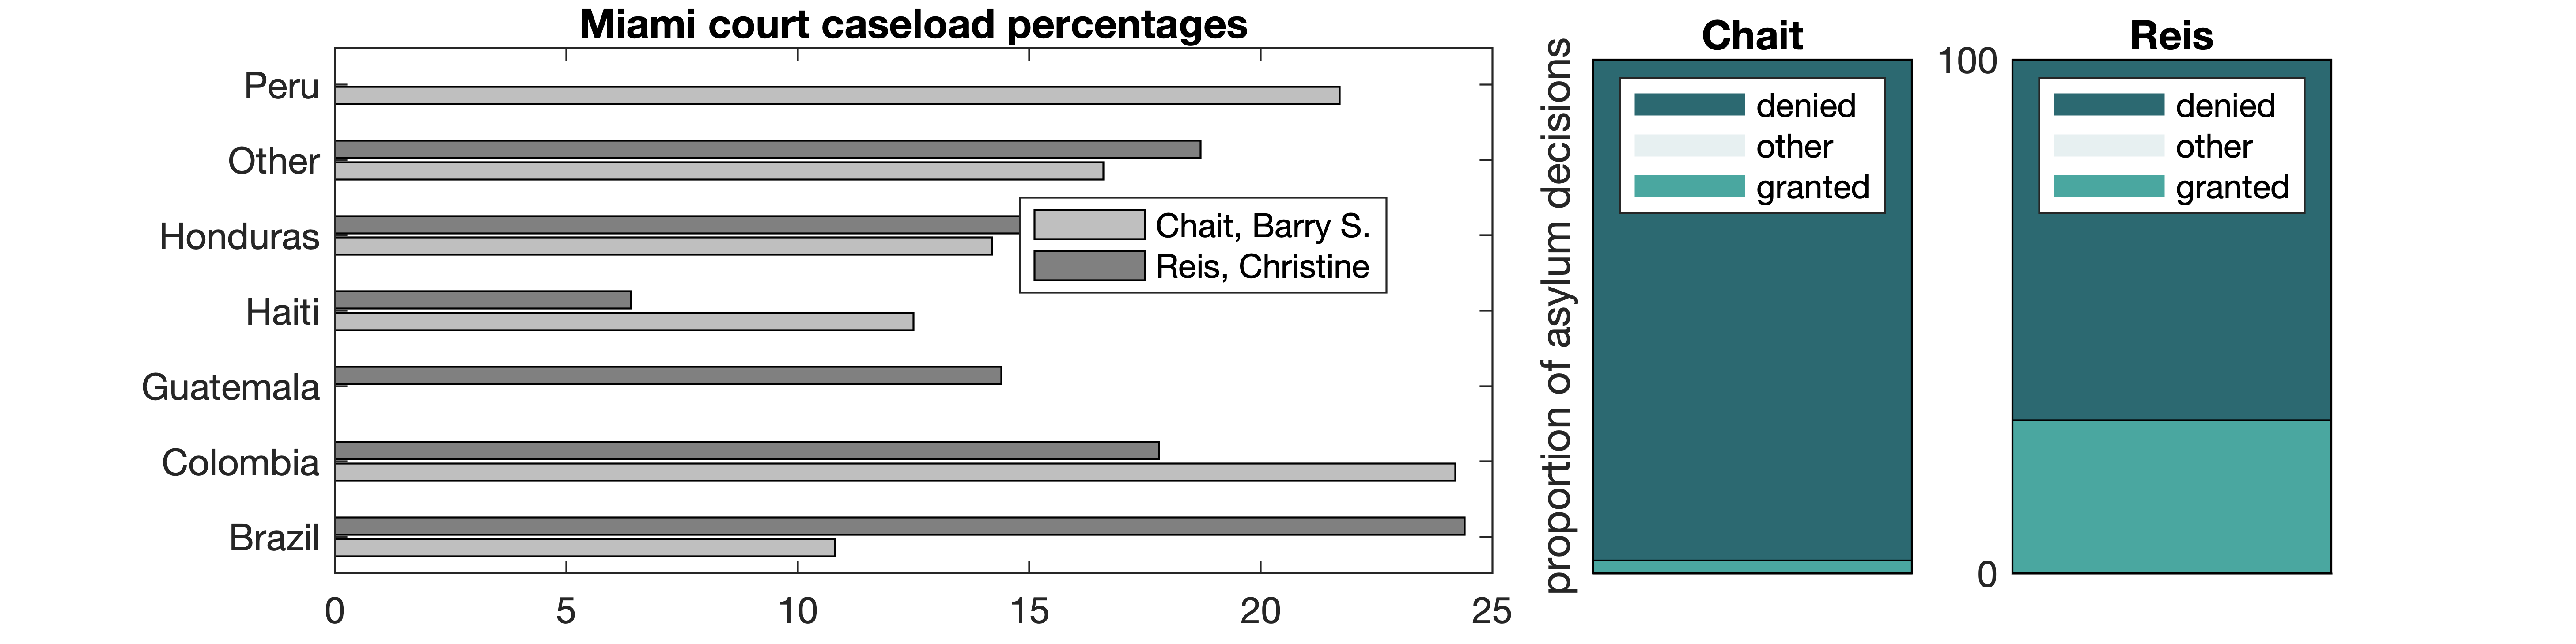 Miami court caseload percentages
Peru
Other
Honduras
Haiti
Guatemala
Colombia
Brazil
0 5 10 15 20 25
Chait, Barry S.
Reis, Christine
proportion of asylum decisions
Chait
denied
other
granted
Reis
100
0
denied
other
granted